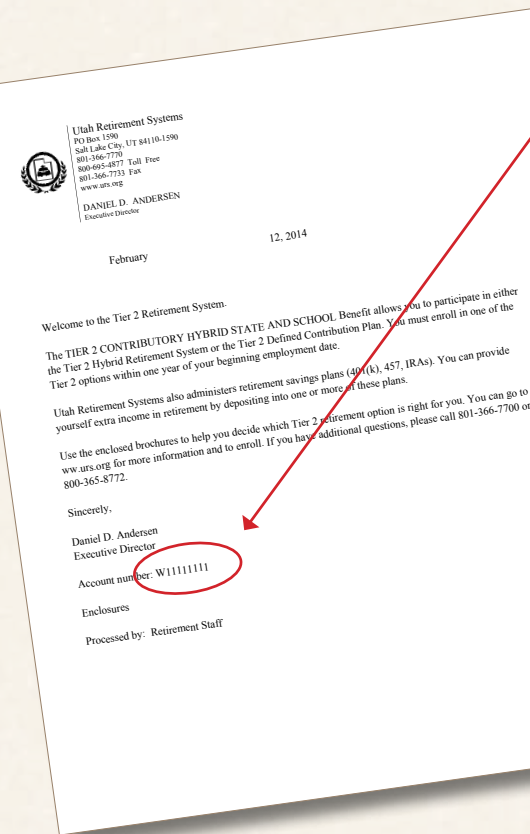 Utah Retirement Systems
PO Box 1590
Salt Lake City, UT 84110-1590
801-366-7770
800-695-4877 Toll Free
801-366-7733 Fax
www.urs.org
DANIEL D. ANDERSEN
Executive Director
February 12, 2014
Welcome to the Tier 2 Retirement System.
The TIER 2 CONTRIBUTORY HYBRID STATE AND SCHOOL Benefit allows you to participate in either
the Tier 2 Hybrid Retirement System or the Tier 2 Defined Contribution Plan. You must enroll in one of the
Tier 2 options within one year of your beginning employment date.
Utah Retirement Systems also administers retirement savings plans (401(k), 457, IRAs). You can provide
yourself extra income in retirement by depositing into one or more of these plans.
Use the enclosed brochures to help you decide which Tier 2 retirement option is right for you. You can go to
ww.urs.org for more information and to enroll. If you have additional questions, please call 801-366-7700 or
800-365-8772.
Sincerely,
Daniel D. Andersen
Executive Director
Account number: W11111111
Enclosures
Processed by: Retirement Staff